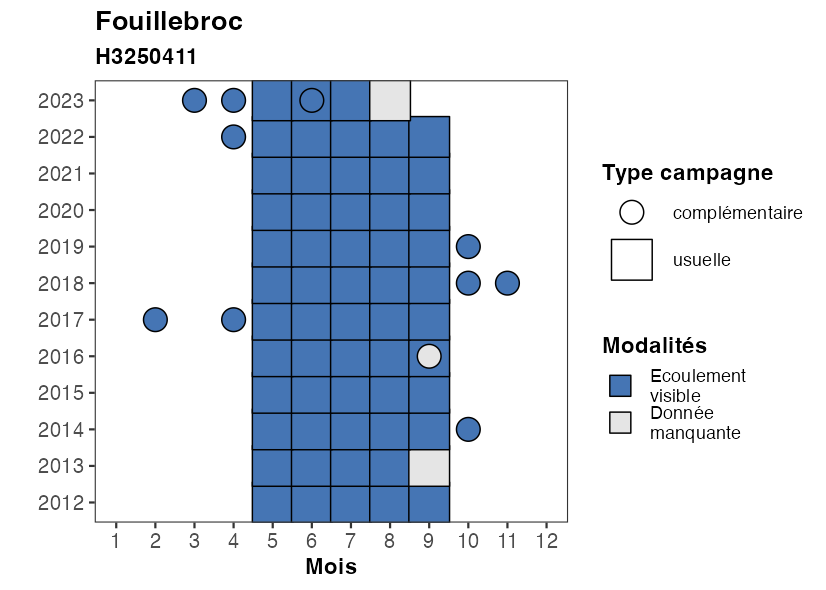 Fouillebroc
H3250411
2023
2022
2021
2020
2019
2018
2017
2016
2015
2014
2013
2012
1 2 3 4 5 6 7 8 9 10 11 12
Mois
Type campagne
complémentaire
usuelle
Modalités
Ecoulement
visible
Donnée
manquante